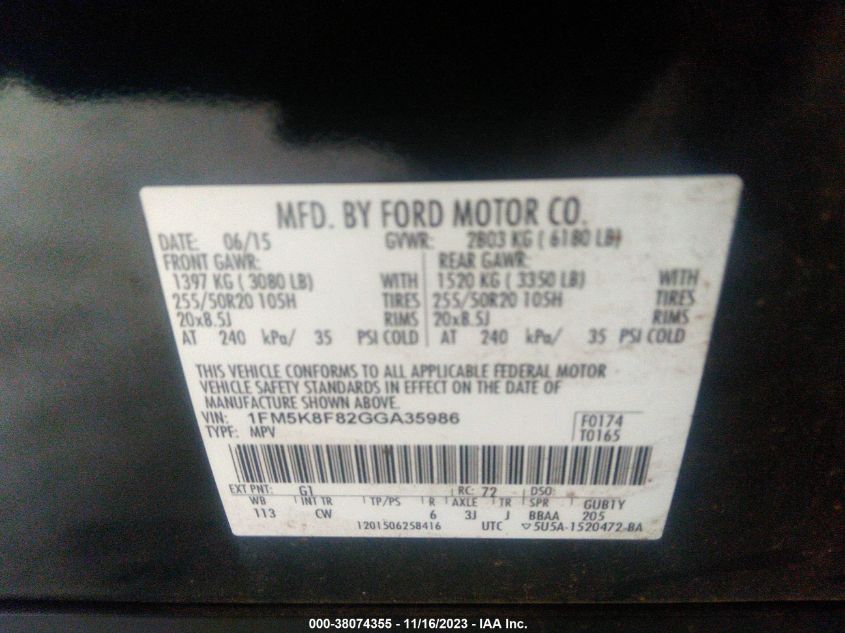 MFD. BY FORD MOTOR CO.
DATE: 06/15 GVWR: 2803 KG ( 6180 LB)
FRONT GAWR: REAR GAWR:
1397 KG ( 3080 LB) WITH 1520 KG ( 3350 LB) WITH
255/50R20 105H TIRES 255/50R20 105H TIRES
20x8.5J RIMS 20x8.5J RIMS
AT 240 kPa/ 35 PSI COLD AT 240 kPa/ 35 PSI COLD
THIS VEHICLE CONFORMS TO ALL APPLICABLE FEDERAL MOTOR
VEHICLE SAFETY STANDARDS IN EFFECT ON THE DATE OF
MANUFACTURE SHOWN ABOVE.
VIN: 1FM5K8F82GGA35986 F0174
TYPE: MPV T0165
EXT PNT: G1 RC: 72 DSO:
WB INT TR TP/PS R AXLE TR SPR GUBTY
113 CW 6 3J J BBAA 205
1201506258416 UTC ▽5U5A-1520472-BA
000-38074355 - 11/16/2023 - IAA Inc.